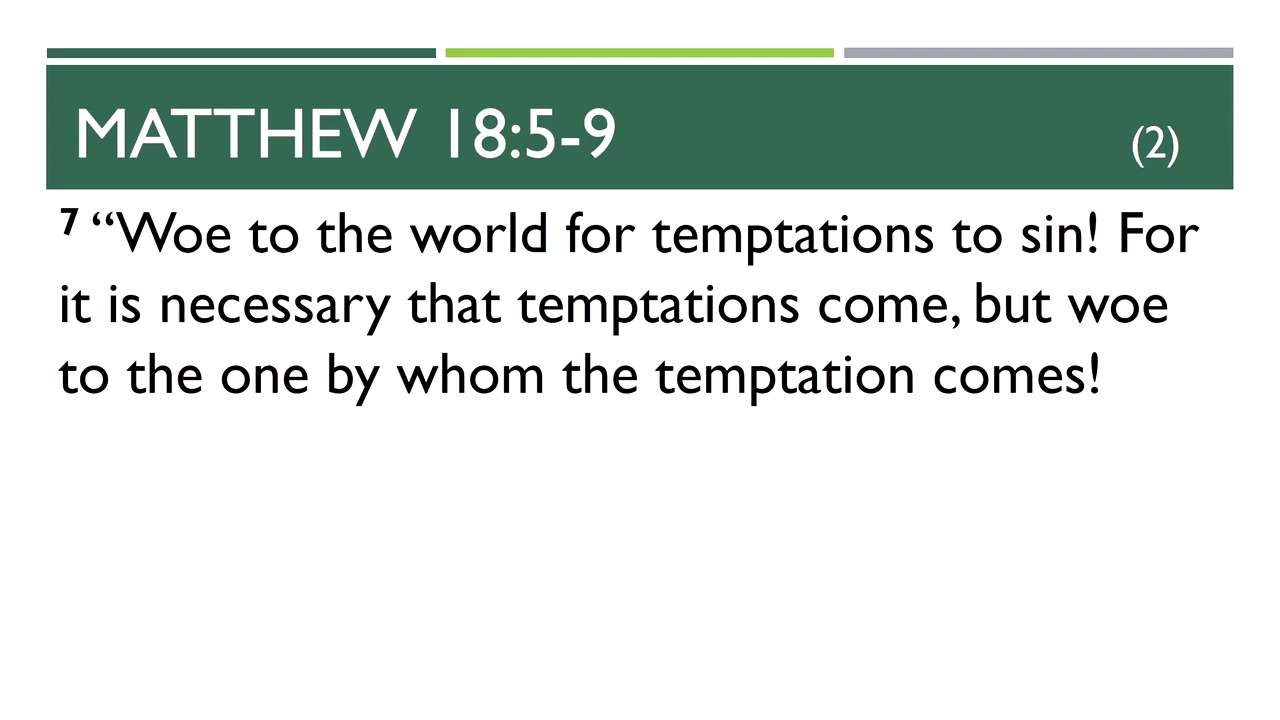 MATTHEW 18:5-9 (2)
7 “Woe to the world for temptations to sin! For
it is necessary that temptations come, but woe
to the one by whom the temptation comes!